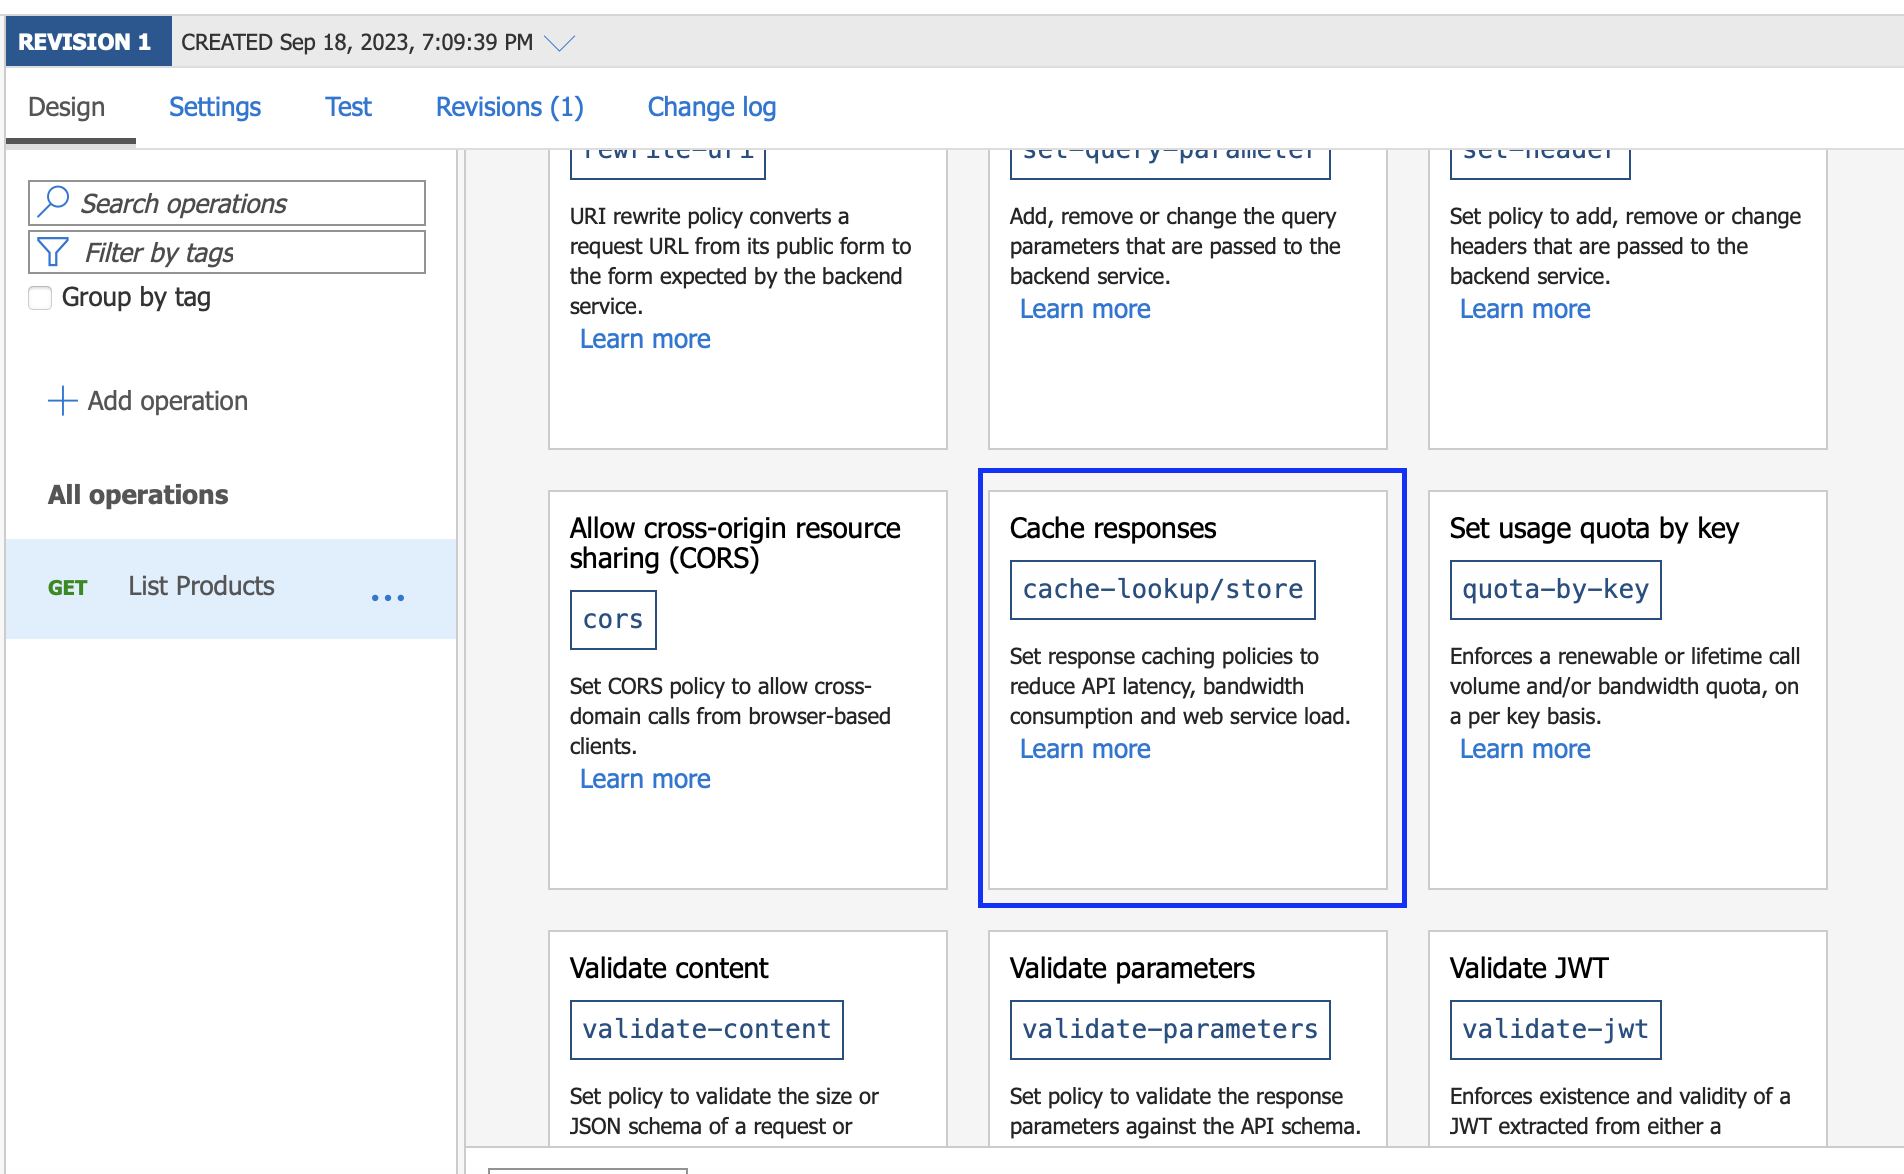 REVISION 1 CREATED Sep 18, 2023, 7:09:39 PM
Design Settings Test Revisions (1) Change log
Search operations
Filter by tags
Group by tag
Add operation
All operations
GET List Products ...
rewrite-uri
URI rewrite policy converts a
request URL from its public form to
the form expected by the backend
service.
Learn more
set-query-parameter
Add, remove or change the query
parameters that are passed to the
backend service.
Learn more
set-header
Set policy to add, remove or change
headers that are passed to the
backend service.
Learn more
Allow cross-origin resource
sharing (CORS)
cors
Set CORS policy to allow cross-
domain calls from browser-based
clients.
Learn more
Cache responses
cache-lookup/store
Set response caching policies to
reduce API latency, bandwidth
consumption and web service load.
Learn more
Set usage quota by key
quota-by-key
Enforces a renewable or lifetime call
volume and/or bandwidth quota, on
a per key basis.
Learn more
Validate content
validate-content
Set policy to validate the size or
JSON schema of a request or
Validate parameters
validate-parameters
Set policy to validate the response
parameters against the API schema.
Validate JWT
validate-jwt
Enforces existence and validity of a
JWT extracted from either a